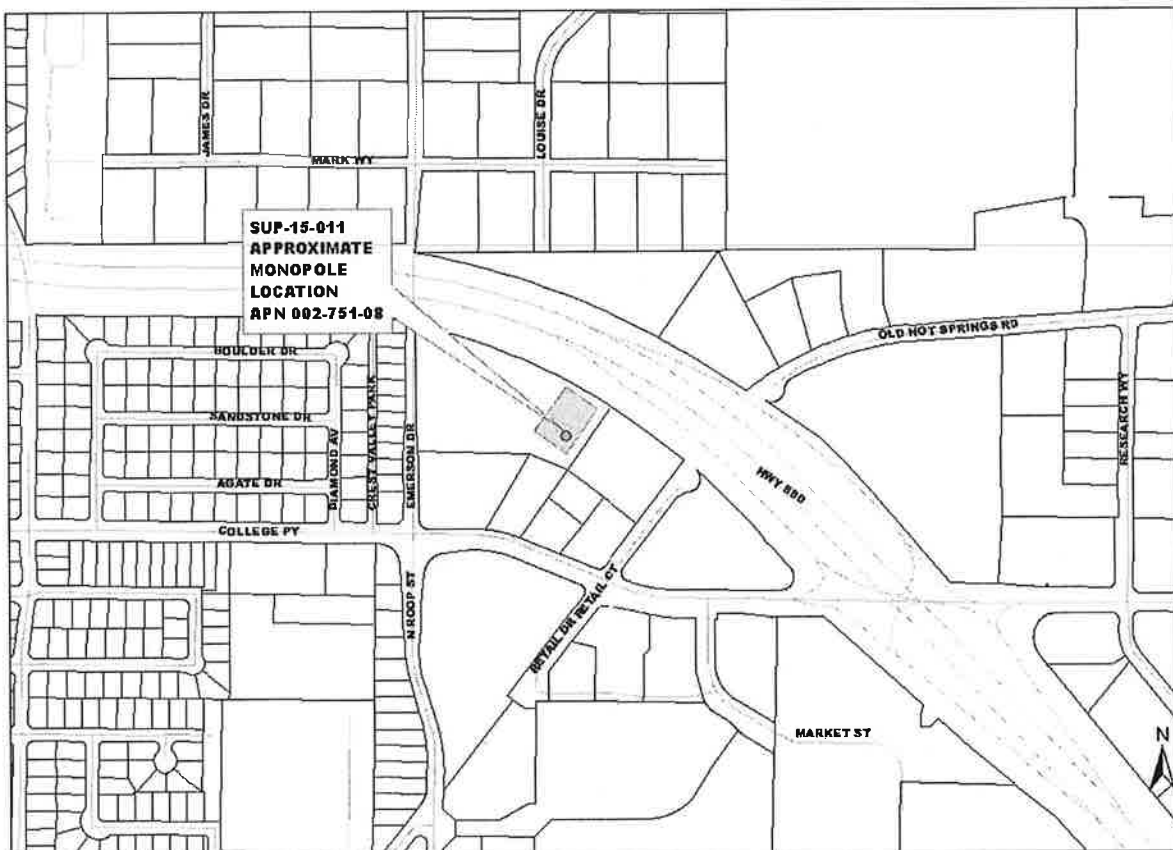 JAMES DR
LOUISE DR
MARK WY
SUP-15-011
APPROXIMATE
MONOPOLE
LOCATION
APN 002-751-08
OLD HOT SPRINGS RD
BOULDER DR
SANDSTONE DR
AGATE DR
DIAMOND AV
CREST VALLEY PARK
EMERSON DR
RESEARCH WY
HWY 580
COLLEGE PY
N ROOP ST
RETAIL DR
RETAIL CT
MARKET ST
N